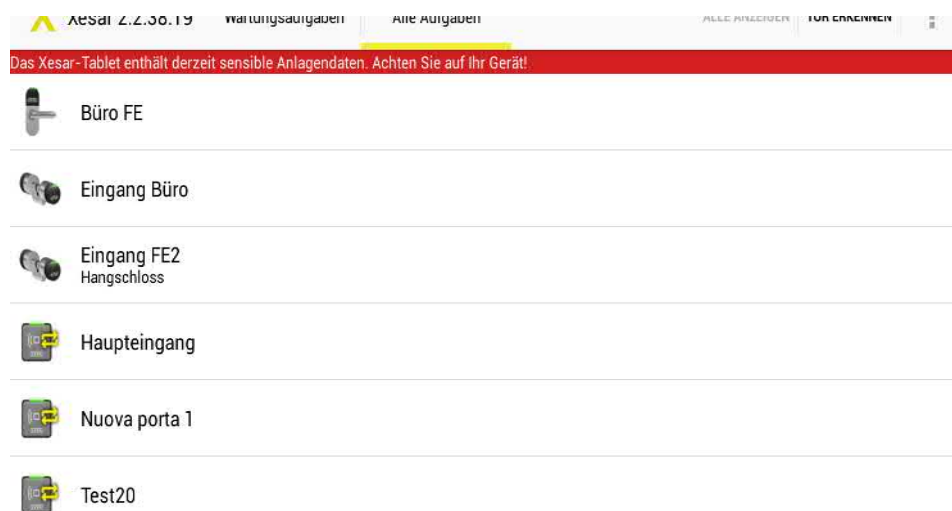 Xesar 2.2.38.19 Wartungsaufgaben Alle Aufgaben ALLE ANZEIGEN TÜR ERKENNEN
Das Xesar-Tablet enthält derzeit sensible Anlagendaten. Achten Sie auf Ihr Gerät!
Büro FE
Eingang Büro
Eingang FE2
Hangschloss
Haupteingang
Nuova porta 1
Test20